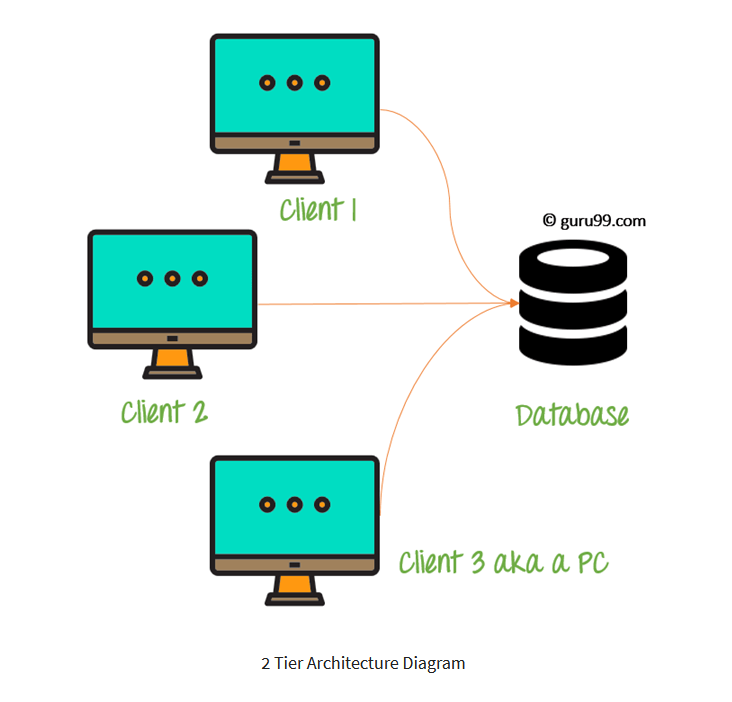 Client 1
© guru99.com
Client 2
Database
Client 3 aka a PC
2 Tier Architecture Diagram